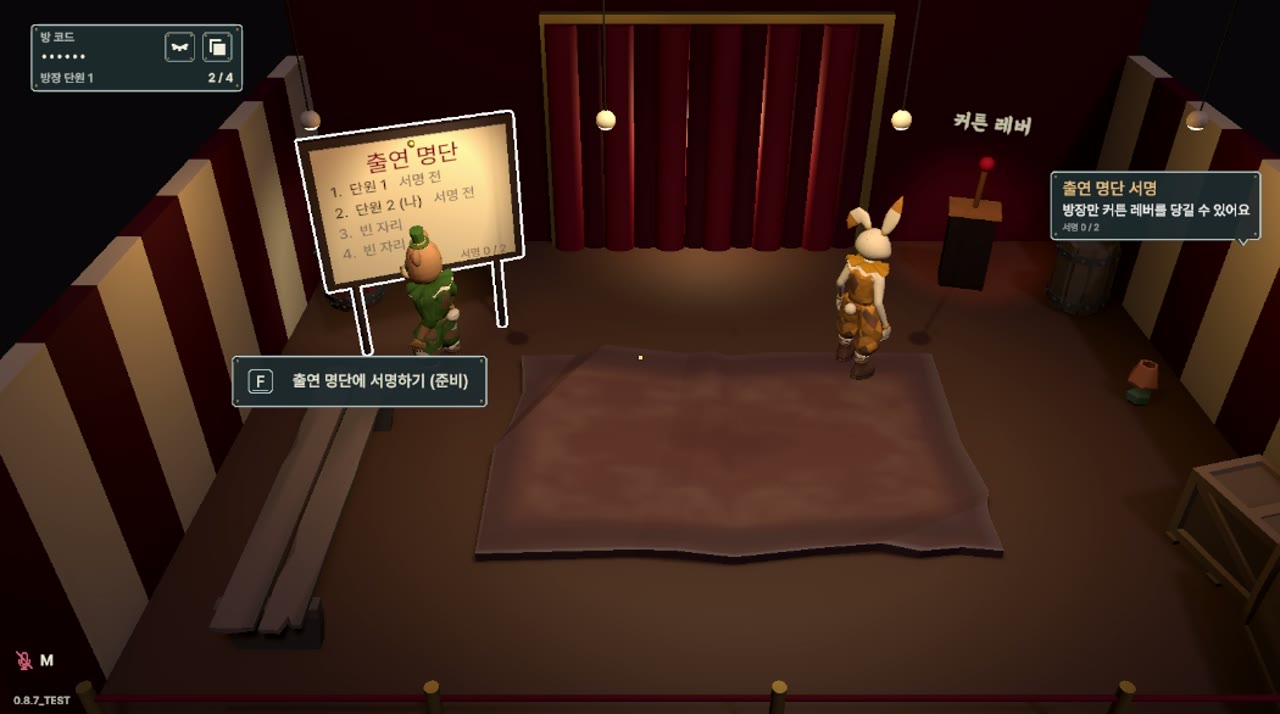 방 코드
••••••
방장 단원 1
2 / 4
출연 명단
1. 단원 1 서명 전
2. 단원 2 (나) 서명 전
3. 빈 자리
4. 빈 자리
서명 0 / 2
커튼 레버
출연 명단 서명
방장만 커튼 레버를 당길 수 있어요
서명 0 / 2
F 출연 명단에 서명하기 (준비)
M
0.8.7_TEST